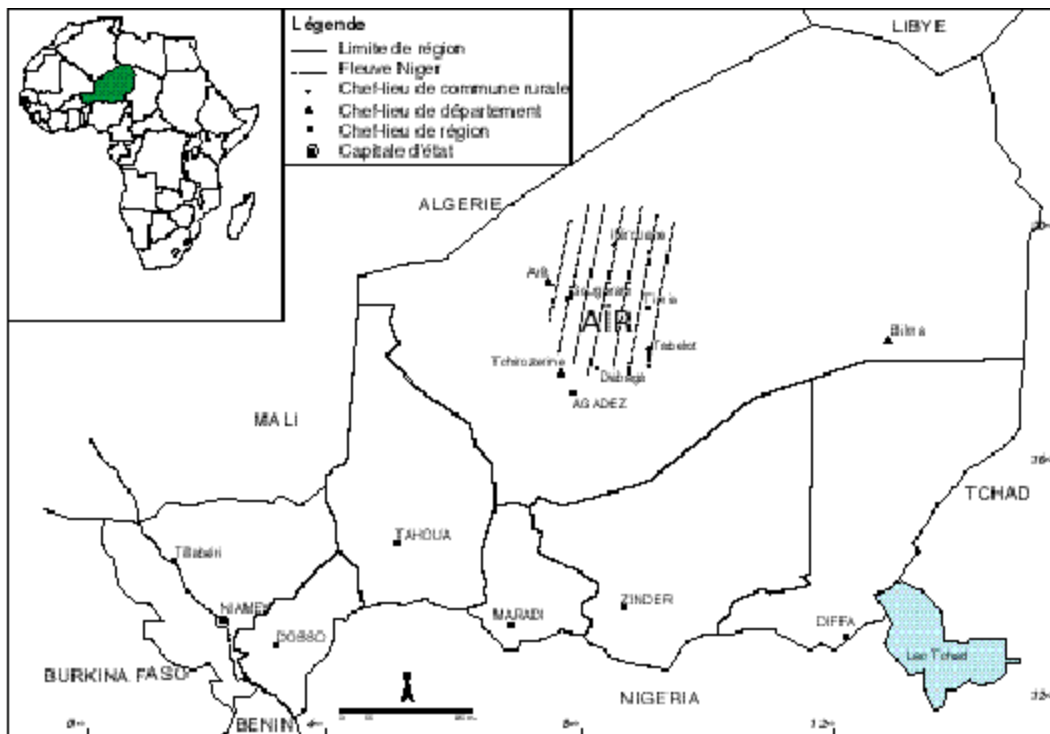 Légende
Limite de région
Fleuve Niger
Chef-lieu de commune rurale
Chef-lieu de département
Chef-lieu de région
Capitale d'état
LIBYE
ALGERIE
AÏR
Tabelot
Bilma
Tchirozerine
Dabaga
AGADEZ
MALI
TCHAD
TAHOUA
Tillabéri
NIAMEY
ZINDER
MARADI
DIFFA
DOSSO
Lac Tchad
BURKINA FASO
NIGERIA
BENIN